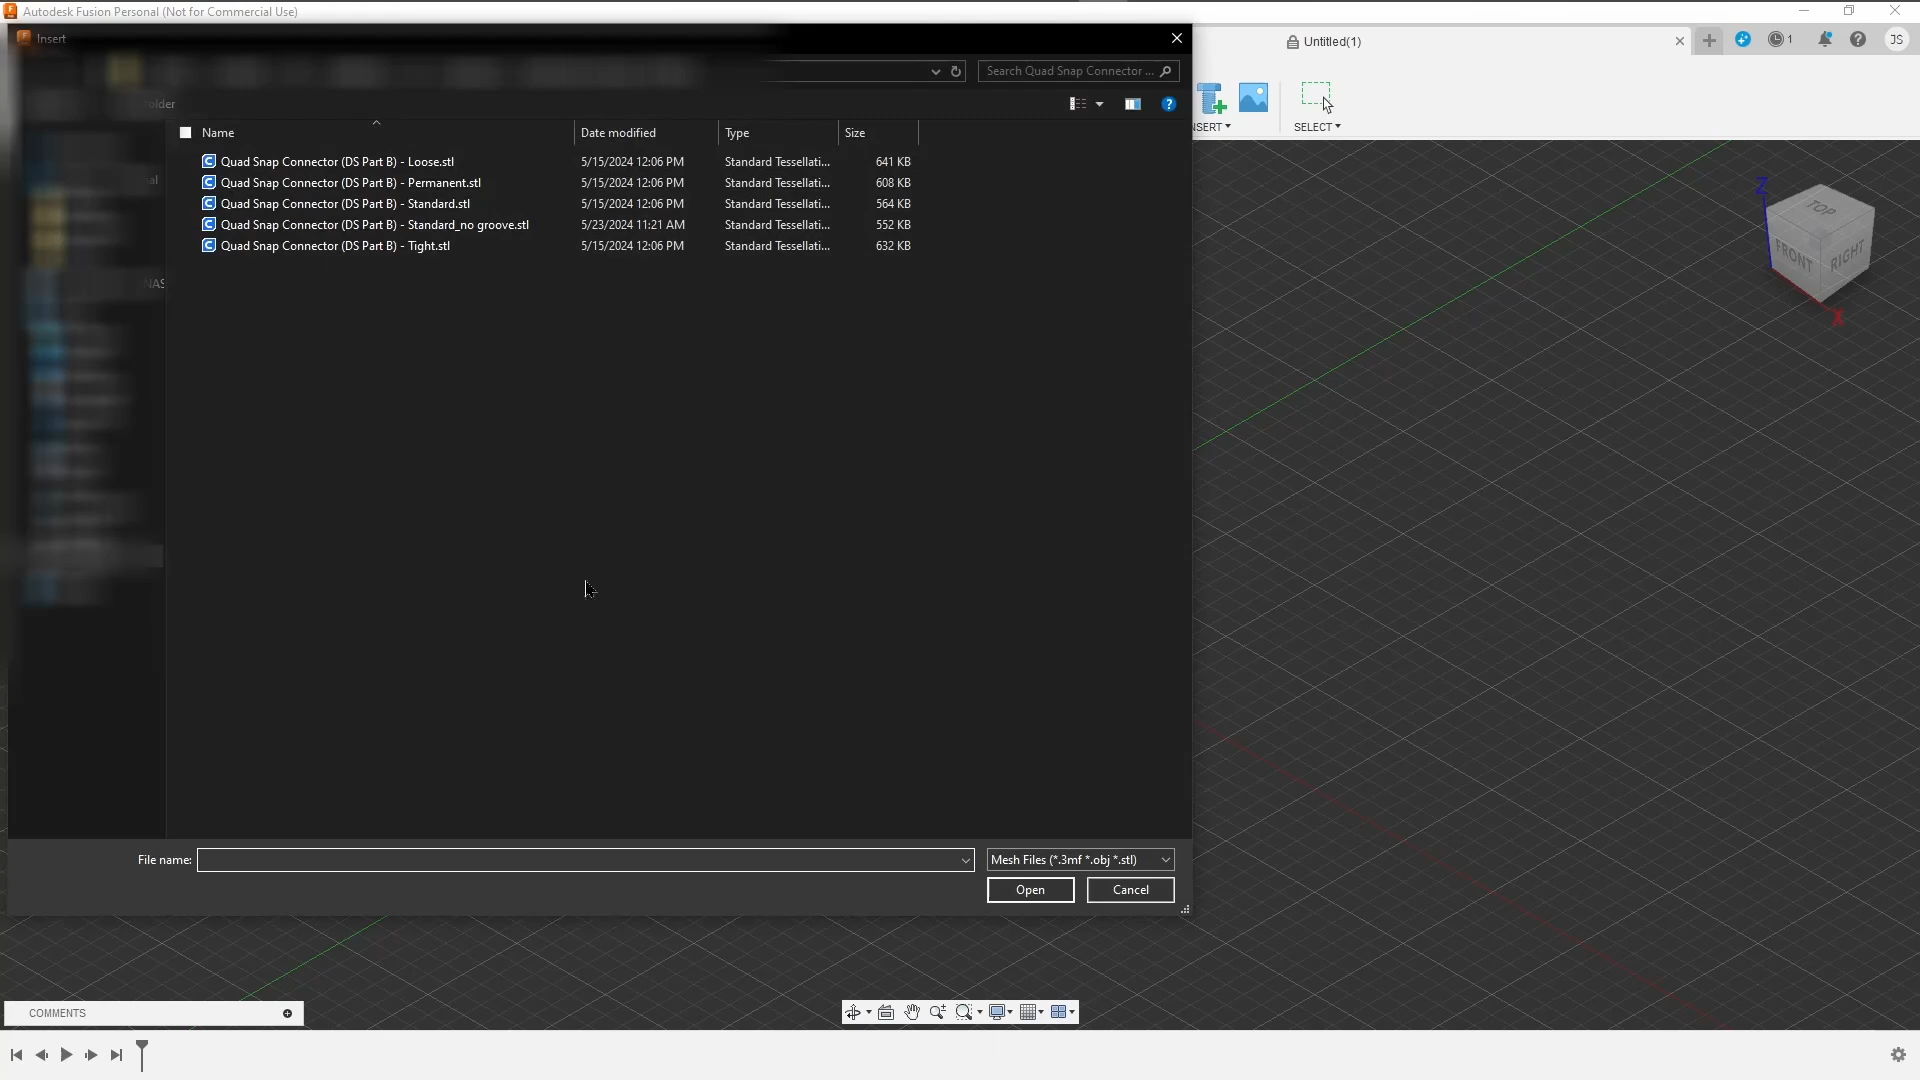 Autodesk Fusion Personal (Not for Commercial Use)
Insert
Untitled(1)
1
JS
Search Quad Snap Connector ...
older
Name
Date modified
Type
Size
Quad Snap Connector (DS Part B) - Loose.stl
5/15/2024 12:06 PM
Standard Tessellati...
641 KB
Quad Snap Connector (DS Part B) - Permanent.stl
5/15/2024 12:06 PM
Standard Tessellati...
608 KB
Quad Snap Connector (DS Part B) - Standard.stl
5/15/2024 12:06 PM
Standard Tessellati...
564 KB
Quad Snap Connector (DS Part B) - Standard_no groove.stl
5/23/2024 11:21 AM
Standard Tessellati...
552 KB
Quad Snap Connector (DS Part B) - Tight.stl
5/15/2024 12:06 PM
Standard Tessellati...
632 KB
al
NAS
NSERT
SELECT
Z
TOP
FRONT
RIGHT
X
File name:
Mesh Files (*.3mf *.obj *.stl)
Open
Cancel
COMMENTS